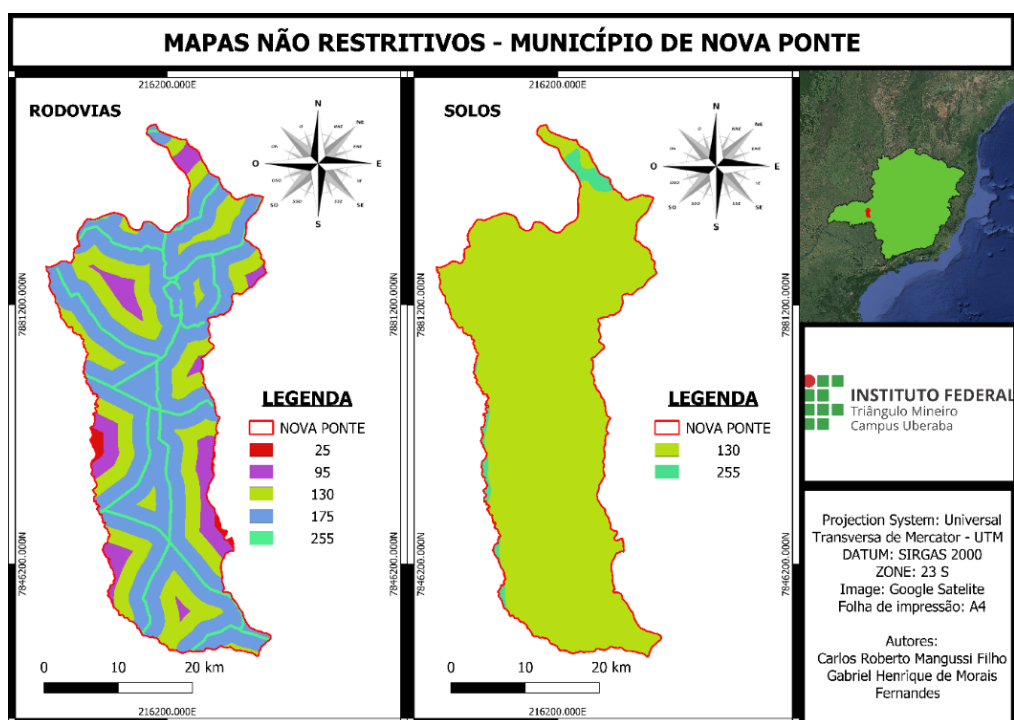 MAPAS NÃO RESTRITIVOS - MUNICÍPIO DE NOVA PONTE
216200.000E
RODOVIAS
N
NE
E
SE
S
SO
O
7881200.000N
7881200.000N
7846200.000N
7846200.000N
LEGENDA
NOVA PONTE
25
95
130
175
255
0 10 20 km
216200.000E
216200.000E
SOLOS
N
NE
E
SE
S
SO
O
7881200.000N
7846200.000N
LEGENDA
NOVA PONTE
130
255
0 10 20 km
216200.000E
INSTITUTO FEDERAL
Triângulo Mineiro
Campus Uberaba
Projection System: Universal
Transversa de Mercator - UTM
DATUM: SIRGAS 2000
ZONE: 23 S
Image: Google Satelite
Folha de impressão: A4
Autores:
Carlos Roberto Mangussi Filho
Gabriel Henrique de Morais
Fernandes